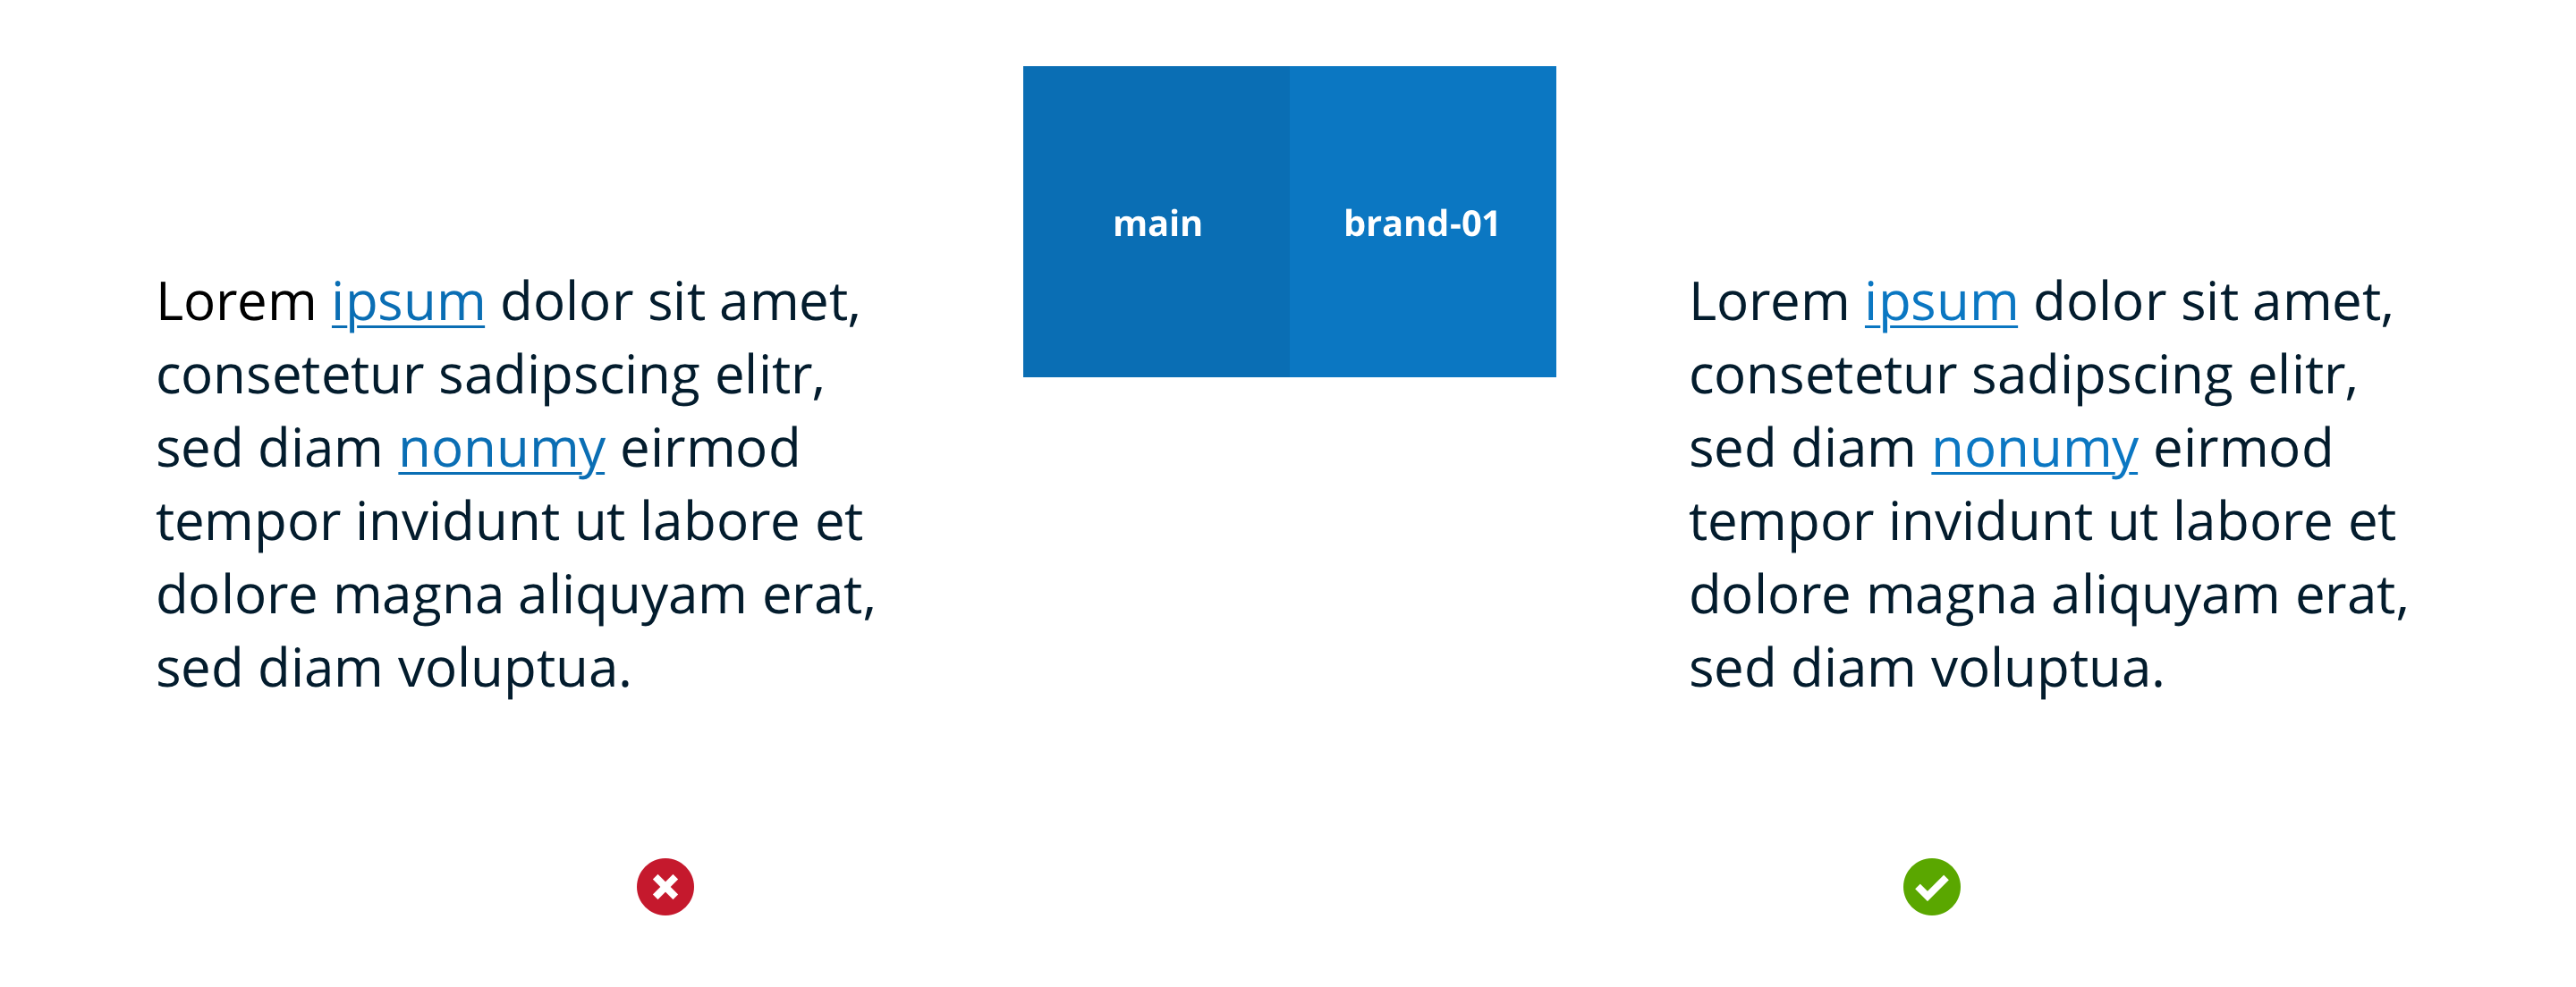 Lorem ipsum dolor sit amet,
consetetur sadipscing elitr,
sed diam nonumy eirmod
tempor invidunt ut labore et
dolore magna aliquyam erat,
sed diam voluptua.
main
brand-01
Lorem ipsum dolor sit amet,
consetetur sadipscing elitr,
sed diam nonumy eirmod
tempor invidunt ut labore et
dolore magna aliquyam erat,
sed diam voluptua.